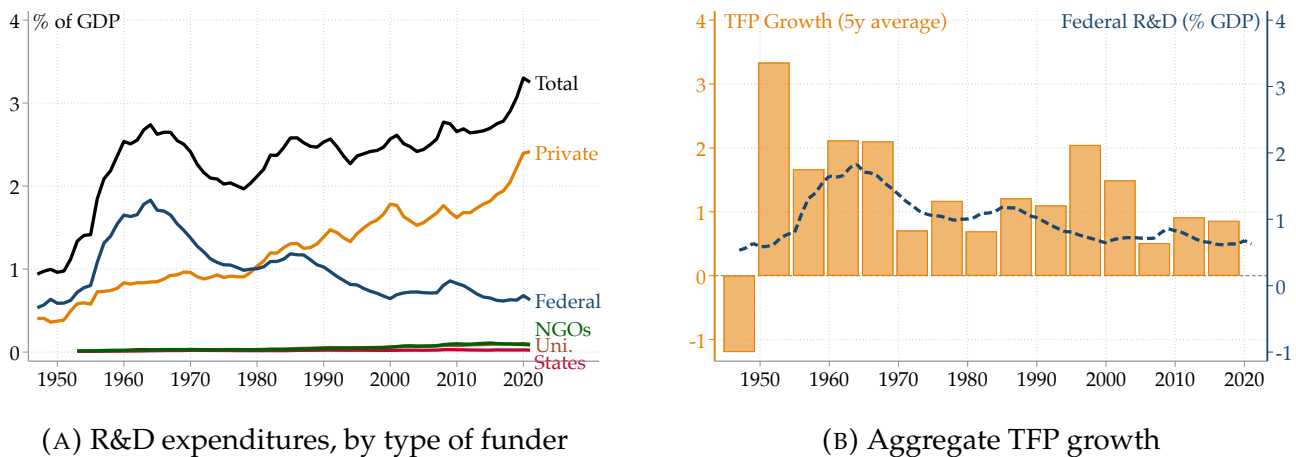 % of GDP
4
3
2
1
0
Total
Private
Federal
NGOs
Uni.
States
1950 1960 1970 1980 1990 2000 2010 2020
(A) R&D expenditures, by type of funder
TFP Growth (5y average)
Federal R&D (% GDP)
4
3
2
1
0
-1
4
3
2
1
0
-1
1950 1960 1970 1980 1990 2000 2010 2020
(B) Aggregate TFP growth